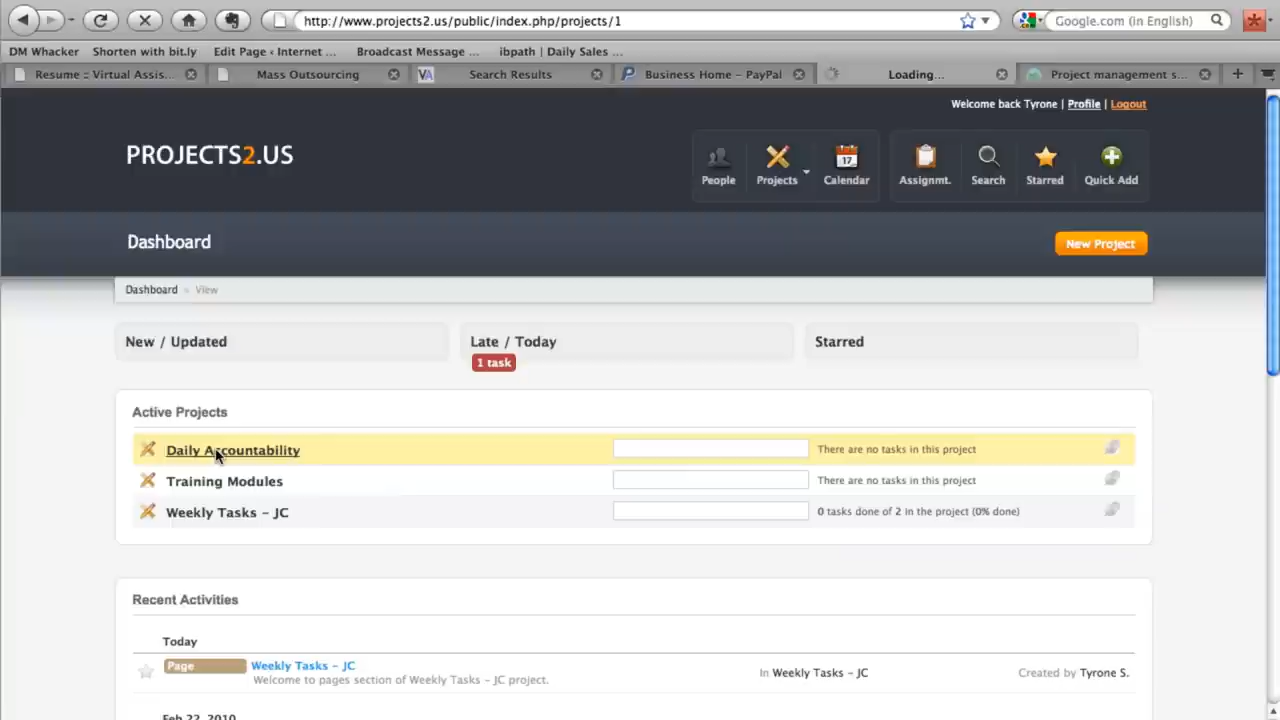 http://www.projects2.us/public/index.php/projects/1
Google.com (in English)
DM Whacker Shorten with bit.ly Edit Page ‹ Internet ... Broadcast Message ... ibpath | Daily Sales ...
Resume :: Virtual Assis... Mass Outsourcing VA Search Results Business Home – PayPal Loading... Project management s...
Welcome back Tyrone | Profile | Logout
PROJECTS2.US
17
People Projects Calendar Assignmt. Search Starred Quick Add
Dashboard
New Project
Dashboard » View
New / Updated Late / Today Starred
1 task
Active Projects
Daily Accountability There are no tasks in this project
Training Modules There are no tasks in this project
Weekly Tasks – JC 0 tasks done of 2 in the project (0% done)
Recent Activities
Today
Page Weekly Tasks – JC In Weekly Tasks – JC Created by Tyrone S.
Welcome to pages section of Weekly Tasks – JC project.
Feb 22, 2010